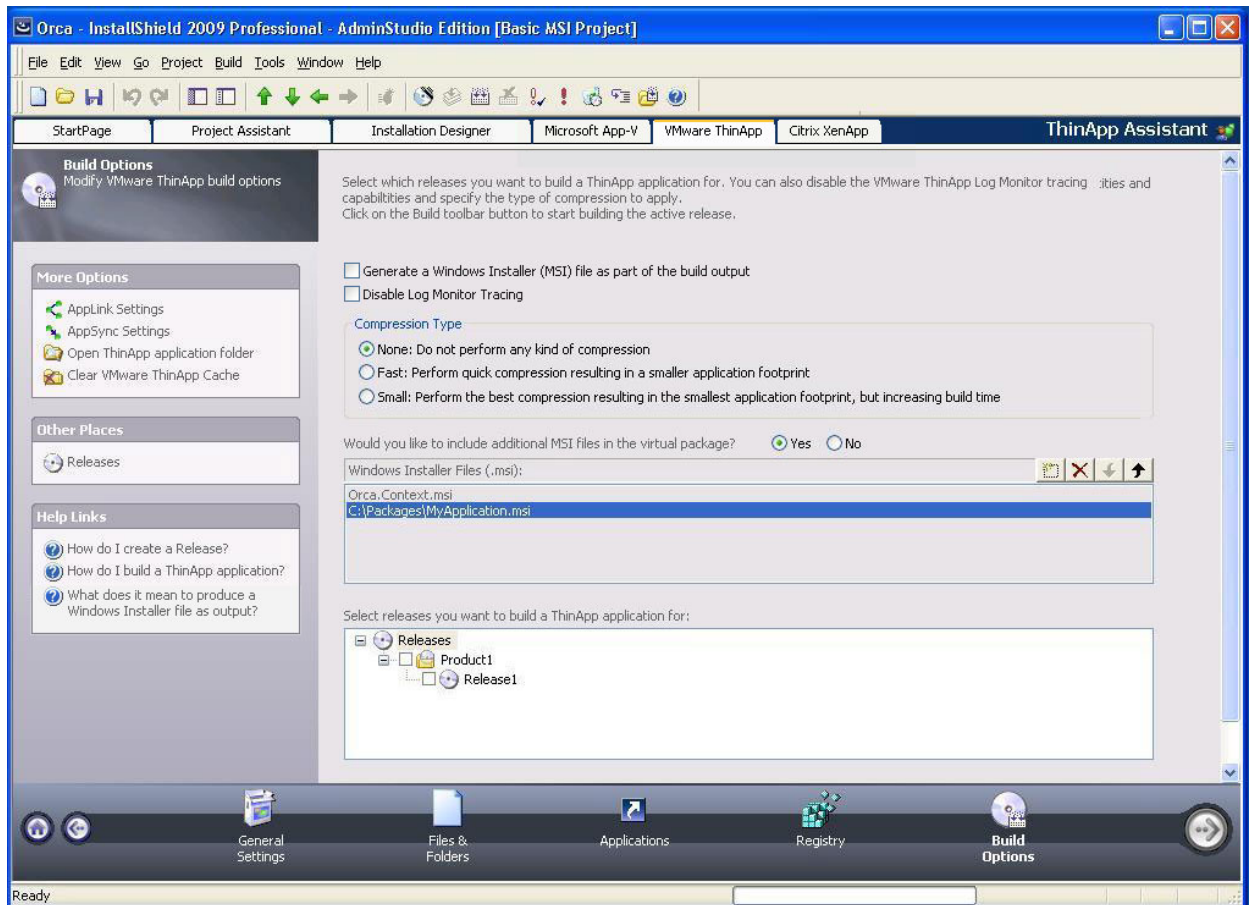 Orca - InstallShield 2009 Professional - AdminStudio Edition [Basic MSI Project]
File Edit View Go Project Build Tools Window Help
StartPage Project Assistant Installation Designer Microsoft App-V VMware ThinApp Citrix XenApp ThinApp Assistant
Build Options
Modify VMware ThinApp build options
Select which releases you want to build a ThinApp application for. You can also disable the VMware ThinApp Log Monitor tracing :ities and
capabiltities and specify the type of compression to apply.
Click on the Build toolbar button to start building the active release.
More Options
AppLink Settings
AppSync Settings
Open ThinApp application folder
Clear VMware ThinApp Cache
Other Places
Releases
Help Links
How do I create a Release?
How do I build a ThinApp application?
What does it mean to produce a
Windows Installer file as output?
Generate a Windows Installer (MSI) file as part of the build output
Disable Log Monitor Tracing
Compression Type
None: Do not perform any kind of compression
Fast: Perform quick compression resulting in a smaller application footprint
Small: Perform the best compression resulting in the smallest application footprint, but increasing build time
Would you like to include additional MSI files in the virtual package? Yes No
Windows Installer Files (.msi):
Orca.Context.msi
C:\Packages\MyApplication.msi
Select releases you want to build a ThinApp application for:
Releases
Product1
Release1
General
Settings
Files &
Folders
Applications
Registry
Build
Options
Ready